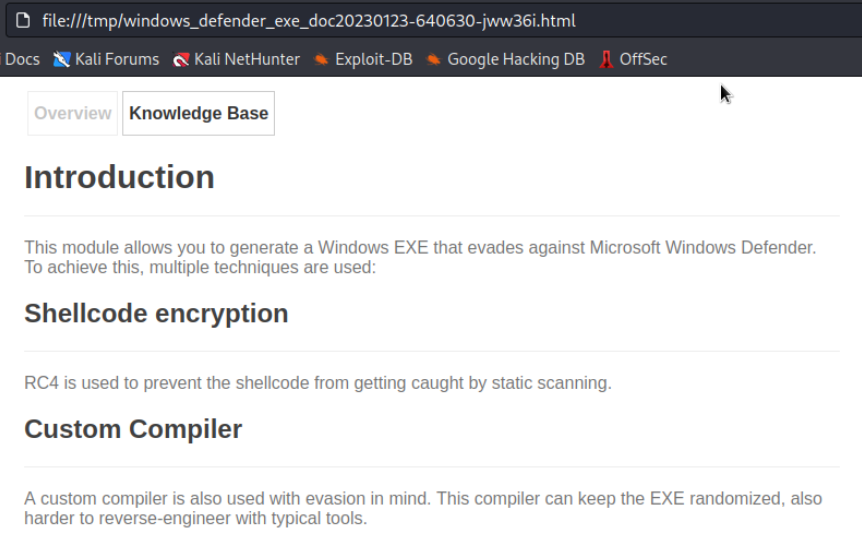 file:///tmp/windows_defender_exe_doc20230123-640630-jww36i.html
Docs Kali Forums Kali NetHunter Exploit-DB Google Hacking DB OffSec
Overview Knowledge Base
Introduction
This module allows you to generate a Windows EXE that evades against Microsoft Windows Defender.
To achieve this, multiple techniques are used:
Shellcode encryption
RC4 is used to prevent the shellcode from getting caught by static scanning.
Custom Compiler
A custom compiler is also used with evasion in mind. This compiler can keep the EXE randomized, also
harder to reverse-engineer with typical tools.